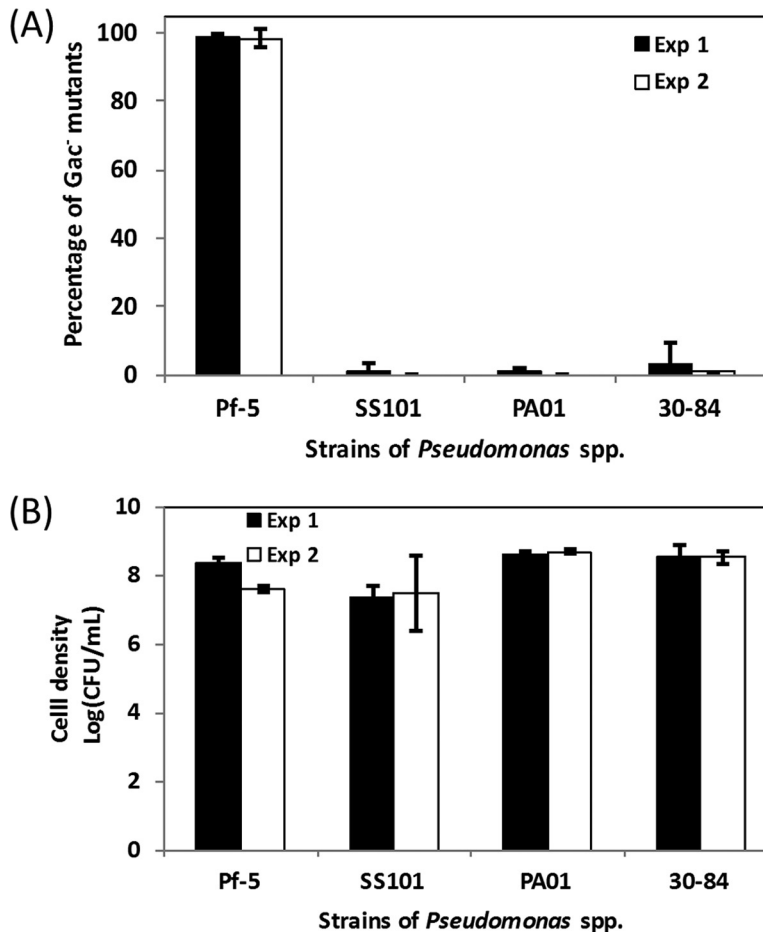 (A)
100
80
60
40
20
0
Percentage of Gac⁻ mutants
Exp 1
Exp 2
Pf-5 SS101 PA01 30-84
Strains of Pseudomonas spp.
(B)
10
8
6
4
2
0
Celll density
Log(CFU/mL)
Exp 1
Exp 2
Pf-5 SS101 PA01 30-84
Strains of Pseudomonas spp.